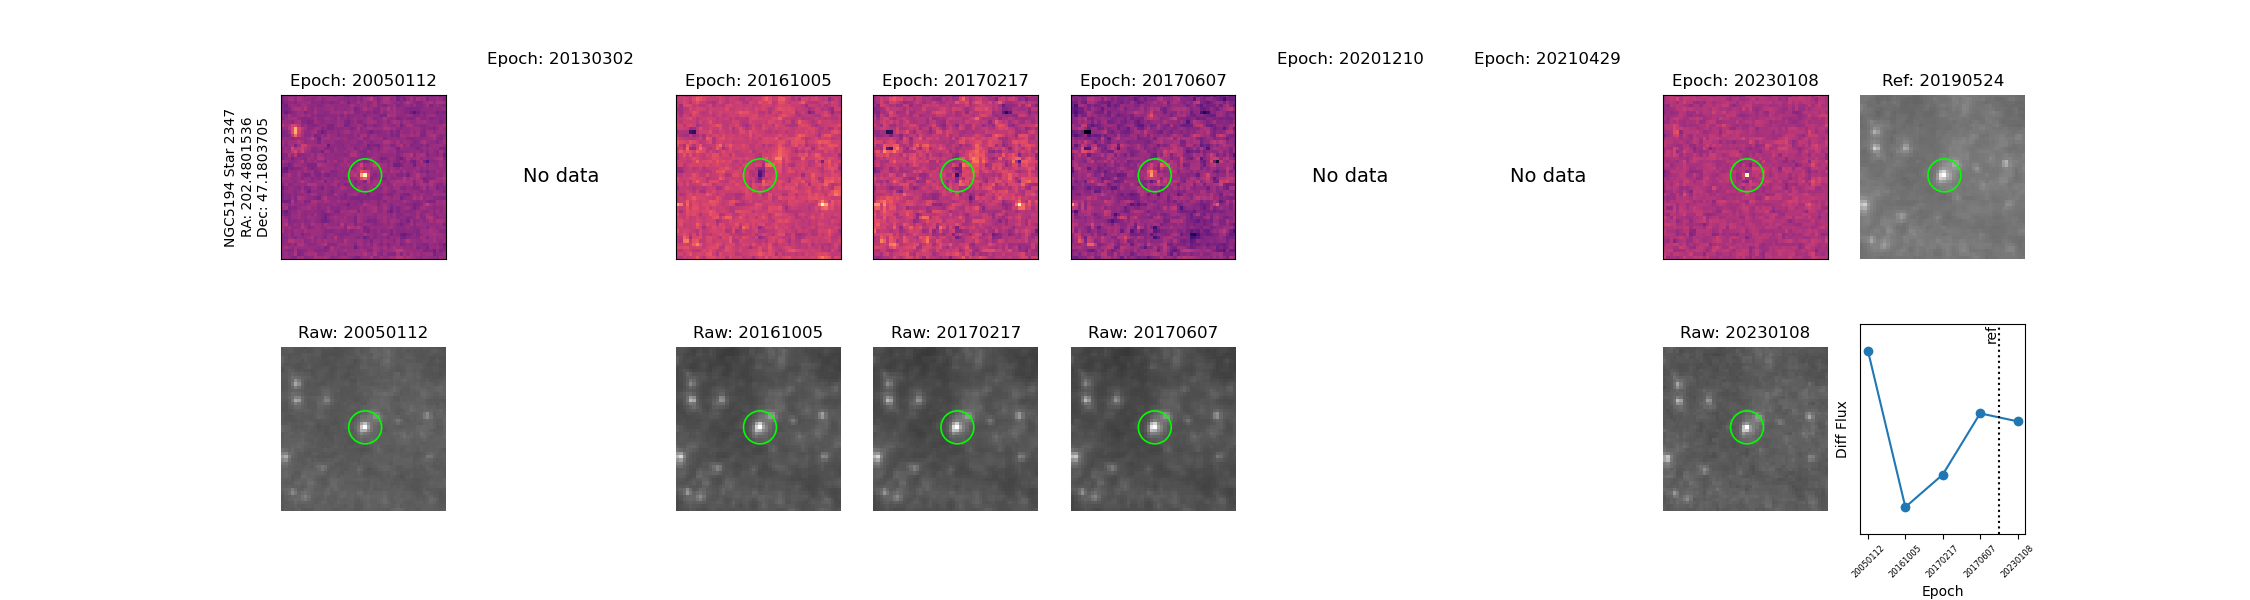 Epoch: 20130302
Epoch: 20201210
Epoch: 20210429
Epoch: 20050112
Epoch: 20161005
Epoch: 20170217
Epoch: 20170607
Epoch: 20230108
Ref: 20190524
NGC5194 Star 2347
RA: 202.4801536
Dec: 47.1803705
No data
No data
No data
Raw: 20050112
Raw: 20161005
Raw: 20170217
Raw: 20170607
Raw: 20230108
ref
Diff Flux
20050112
20161005
20170217
20170607
20230108
Epoch